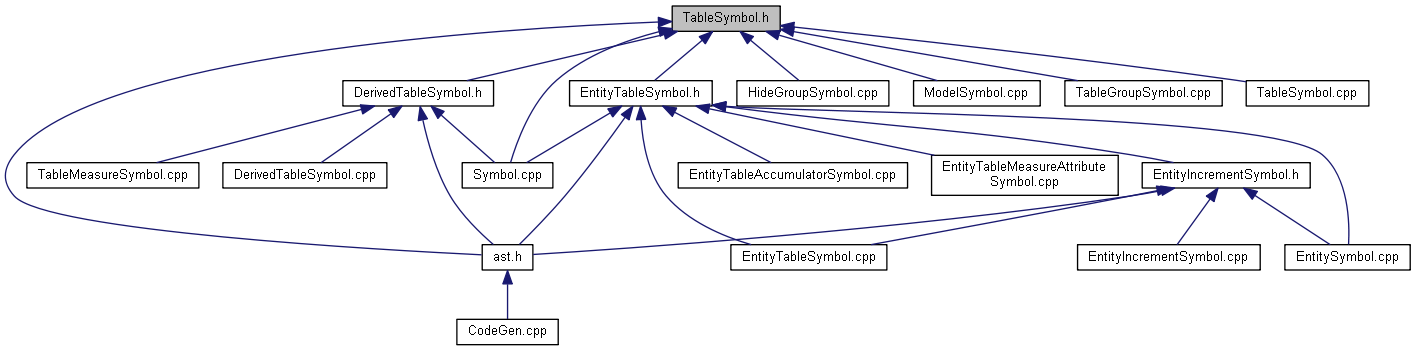 TableSymbol.h
DerivedTableSymbol.h
EntityTableSymbol.h
HideGroupSymbol.cpp
ModelSymbol.cpp
TableGroupSymbol.cpp
TableSymbol.cpp
TableMeasureSymbol.cpp
DerivedTableSymbol.cpp
Symbol.cpp
EntityTableAccumulatorSymbol.cpp
EntityTableMeasureAttribute
Symbol.cpp
EntityIncrementSymbol.h
ast.h
EntityTableSymbol.cpp
EntityIncrementSymbol.cpp
EntitySymbol.cpp
CodeGen.cpp